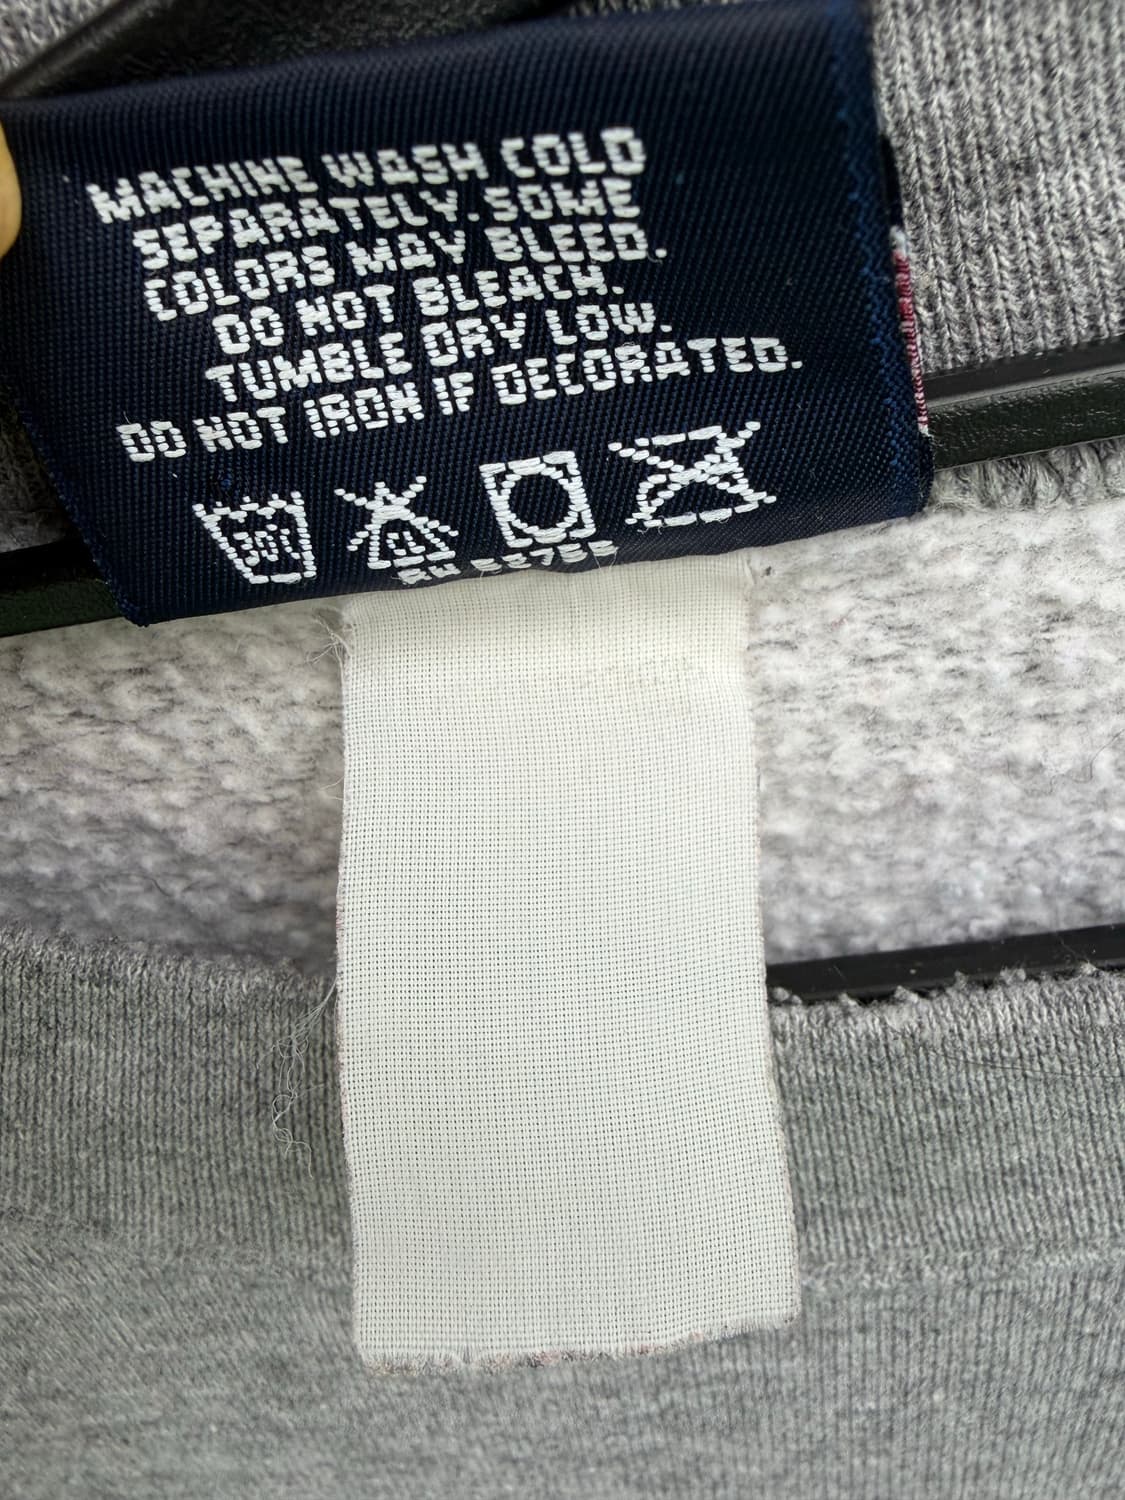 MACHINE WASH COLD
SEPARATELY. SOME
COLORS MAY BLEED.
DO NOT BLEACH.
TUMBLE DRY LOW.
DO NOT IRON IF DECORATED.